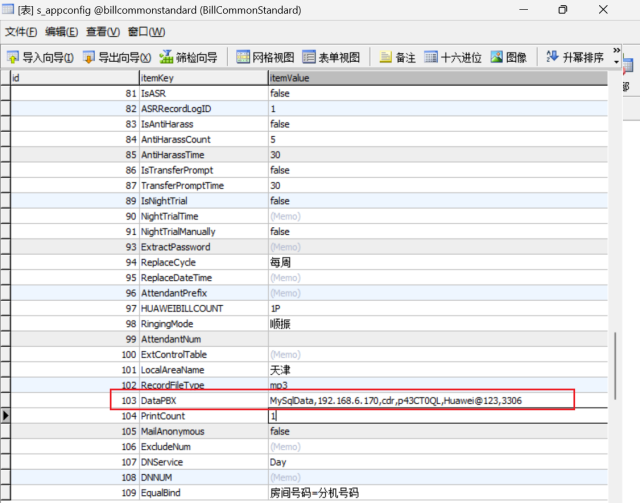 [表] s_appconfig @billcommonstandard (BillCommonStandard)
文件(F) 编辑(E) 查看(V) 窗口(W)
导入向导(I) 导出向导(X) 筛检向导 网格视图 表单视图 备注 十六进位 图像 升幂排序 »
id itemKey itemValue
81 IsASR false
82 ASRRecordLogID 1
83 IsAntiHarass false
84 AntiHarassCount 5
85 AntiHarassTime 30
86 IsTransferPrompt false
87 TransferPromptTime 30
89 IsNightTrial false
90 NightTrialTime (Memo)
91 NightTrialManually false
93 ExtractPassword (Memo)
94 ReplaceCycle 每周
95 ReplaceDateTime (Memo)
96 AttendantPrefix (Memo)
97 HUAWEIBILLCOUNT 1P
98 RingingMode 顺振
99 AttendantNum
100 ExtControlTable (Memo)
101 LocalAreaName 天津
102 RecordFileType mp3
103 DataPBX MySqlData,192.168.6.170,cdr,p43CT0QL,Huawei@123,3306
104 PrintCount 1
105 MailAnonymous false
106 ExcludeNum (Memo)
107 DNService Day
108 DNNUM (Memo)
109 EqualBind 房间号码=分机号码